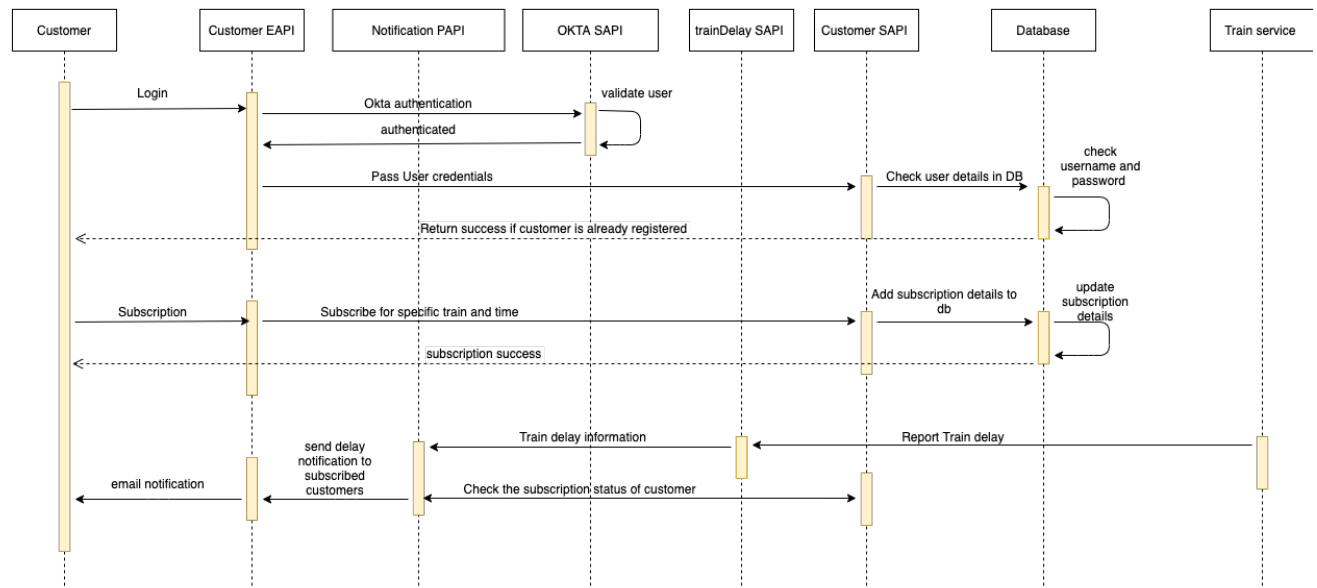 Customer
Customer EAPI
Notification PAPI
OKTA SAPI
trainDelay SAPI
Customer SAPI
Database
Train service
Login
Okta authentication
validate user
authenticated
Pass User credentials
Check user details in DB
check
username and
password
Return success if customer is already registered
Subscription
Subscribe for specific train and time
Add subscription details to
db
update
subscription
details
subscription success
Report Train delay
Train delay information
send delay
notification to
subscribed
customers
email notification
Check the subscription status of customer